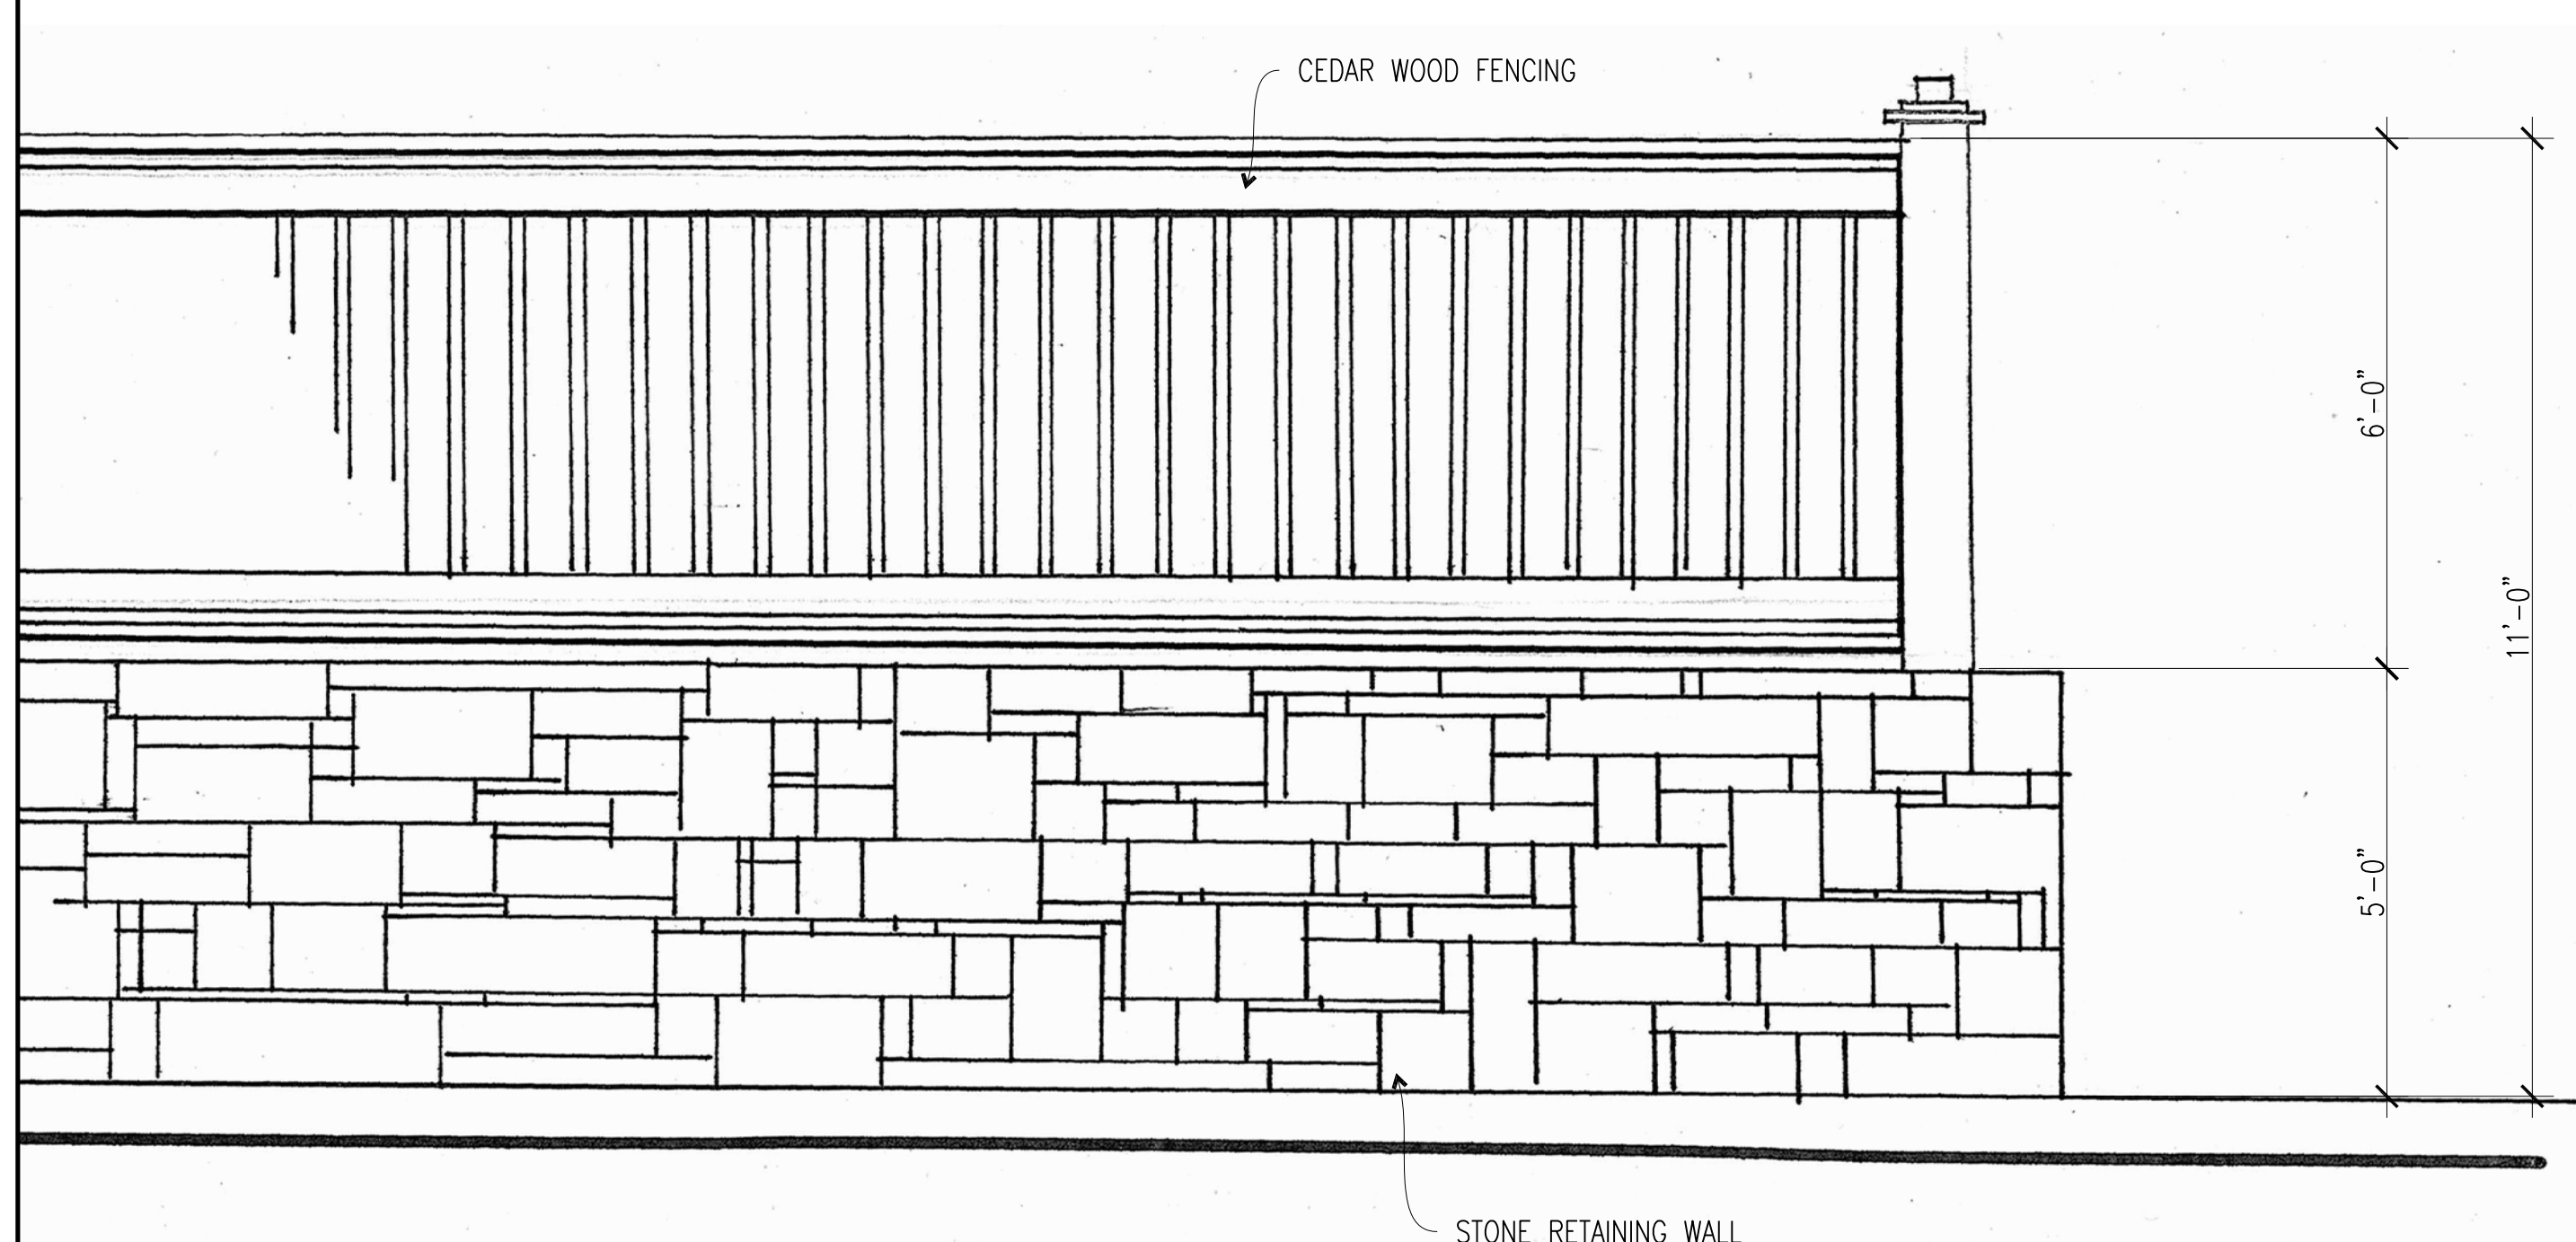 CEDAR WOOD FENCING
6'-0"
11'-0"
5'-0"
STONE RETAINING WALL